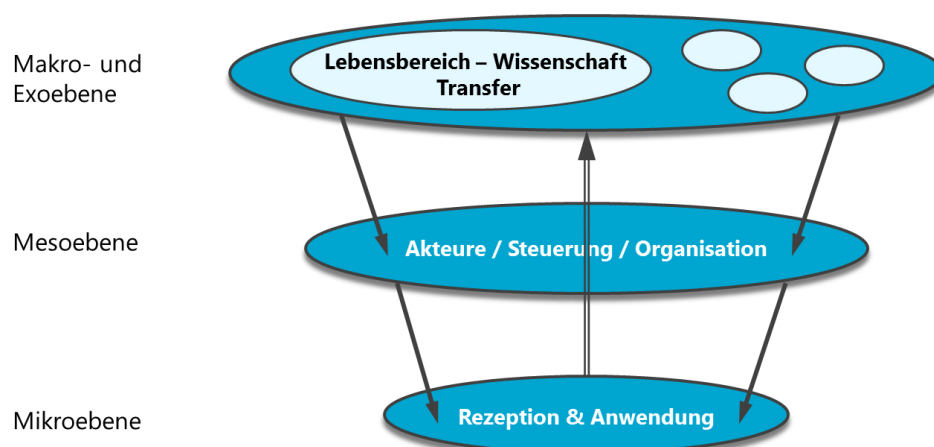 Makro- und
Exoebene
Lebensbereich – Wissenschaft
Transfer
Mesoebene
Akteure / Steuerung / Organisation
Mikroebene
Rezeption & Anwendung